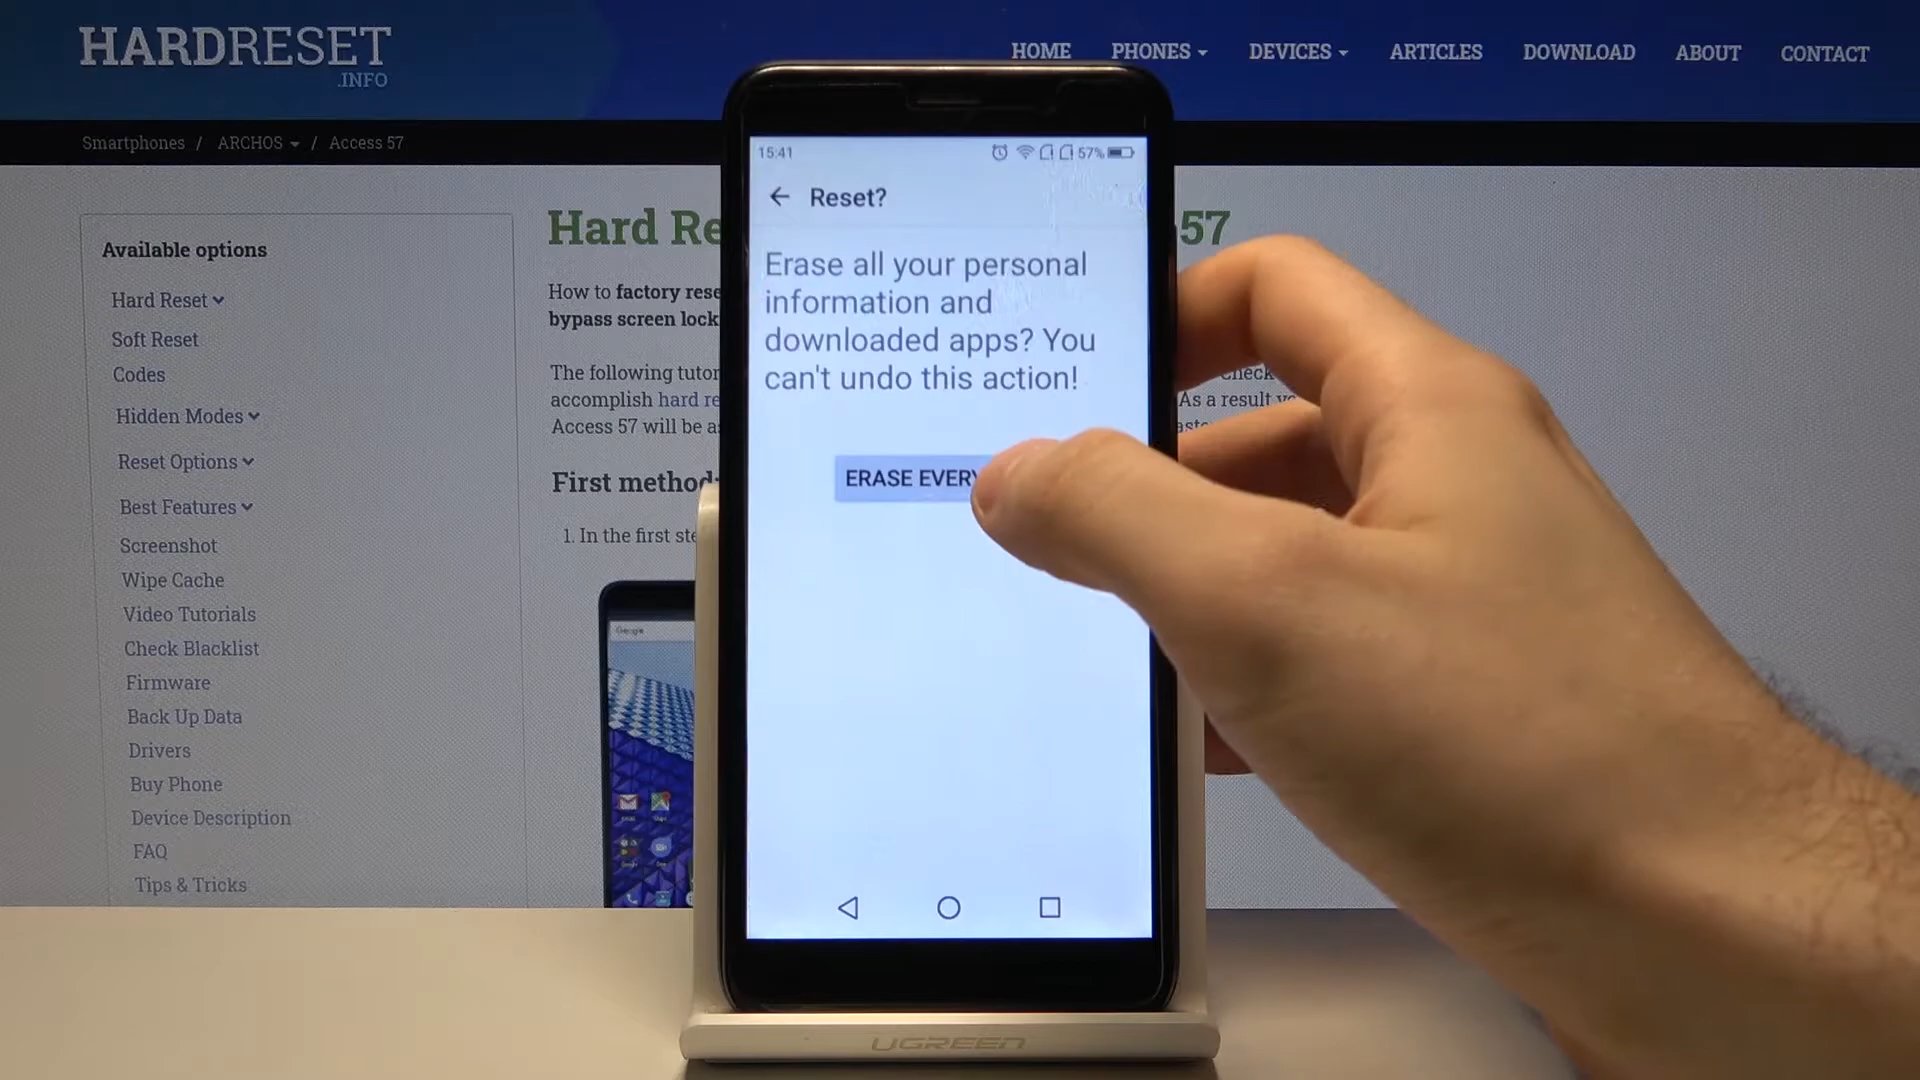 HARDRESET
.INFO
HOME PHONES DEVICES ARTICLES DOWNLOAD ABOUT CONTACT
Smartphones / ARCHOS / Access 57
Available options
Hard Reset
Soft Reset
Codes
Hidden Modes
Reset Options
Best Features
Screenshot
Wipe Cache
Video Tutorials
Check Blacklist
Firmware
Back Up Data
Drivers
Buy Phone
Device Description
FAQ
Tips & Tricks
Hard Re 57
How to factory rese
bypass screen lock
The following tutor check
accomplish hard re As a result
Access 57 will be a
First method:
1. In the first ste
Google
15:41 57%
Reset?
Erase all your personal
information and
downloaded apps? You
can't undo this action!
ERASE EVERY
UGREEN